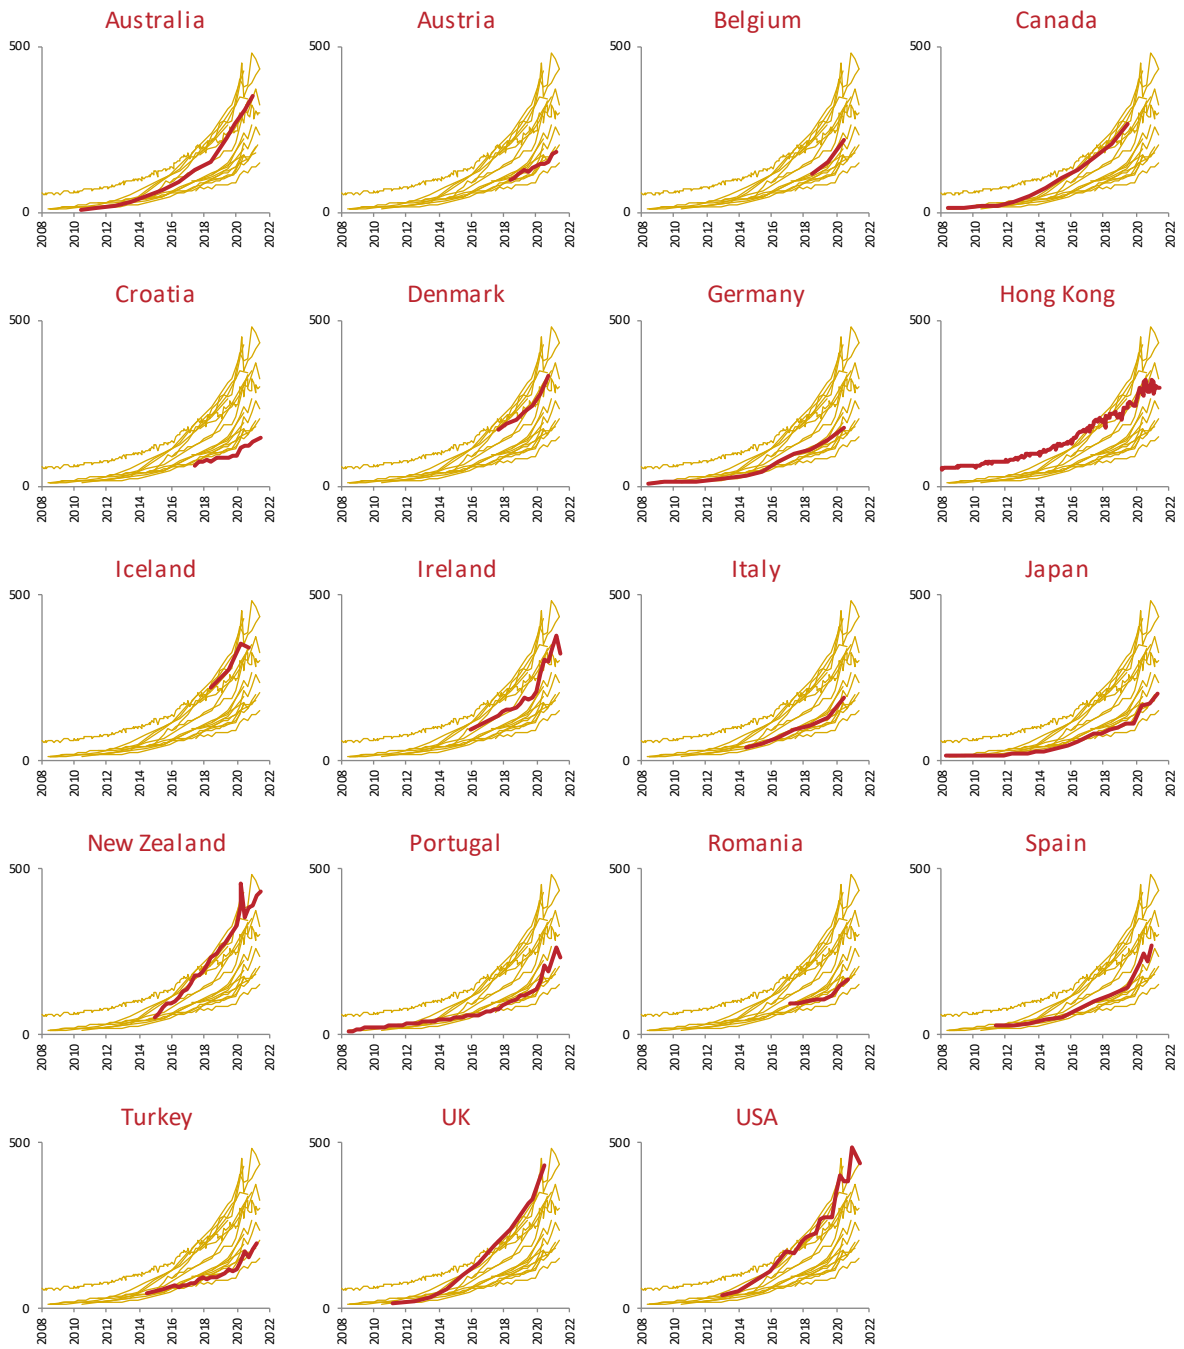 Australia Austria Belgium Canada
500 500 500 500
0 0 0 0
2008 2010 2012 2014 2016 2018 2020 2022 2008 2010 2012 2014 2016 2018 2020 2022 2008 2010 2012 2014 2016 2018 2020 2022 2008 2010 2012 2014 2016 2018 2020 2022
Croatia Denmark Germany Hong Kong
500 500 500 500
0 0 0 0
2008 2010 2012 2014 2016 2018 2020 2022 2008 2010 2012 2014 2016 2018 2020 2022 2008 2010 2012 2014 2016 2018 2020 2022 2008 2010 2012 2014 2016 2018 2020 2022
Iceland Ireland Italy Japan
500 500 500 500
0 0 0 0
2008 2010 2012 2014 2016 2018 2020 2022 2008 2010 2012 2014 2016 2018 2020 2022 2008 2010 2012 2014 2016 2018 2020 2022 2008 2010 2012 2014 2016 2018 2020 2022
New Zealand Portugal Romania Spain
500 500 500 500
0 0 0 0
2008 2010 2012 2014 2016 2018 2020 2022 2008 2010 2012 2014 2016 2018 2020 2022 2008 2010 2012 2014 2016 2018 2020 2022 2008 2010 2012 2014 2016 2018 2020 2022
Turkey UK USA
500 500 500
0 0 0
2008 2010 2012 2014 2016 2018 2020 2022 2008 2010 2012 2014 2016 2018 2020 2022 2008 2010 2012 2014 2016 2018 2020 2022